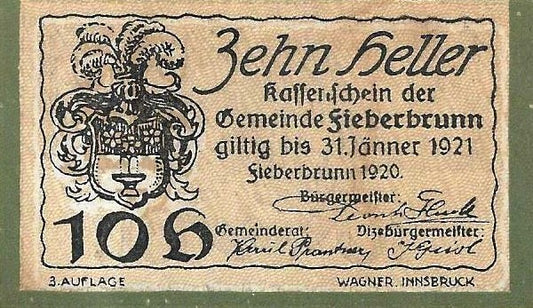 Zehn Heller
Kassenschein der
Gemeinde Fieberbrunn
giltig bis 31. Jänner 1921
Fieberbrunn 1920.
Bürgermeister:
Gemeinderat: Vizebürgermeister:
10 H
3. AUFLAGE WAGNER, INNSBRUCK